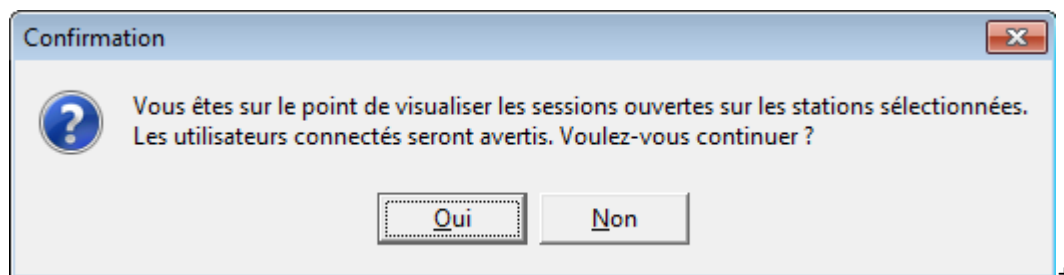 Confirmation
Vous êtes sur le point de visualiser les sessions ouvertes sur les stations sélectionnées.
Les utilisateurs connectés seront avertis. Voulez-vous continuer ?
Oui Non